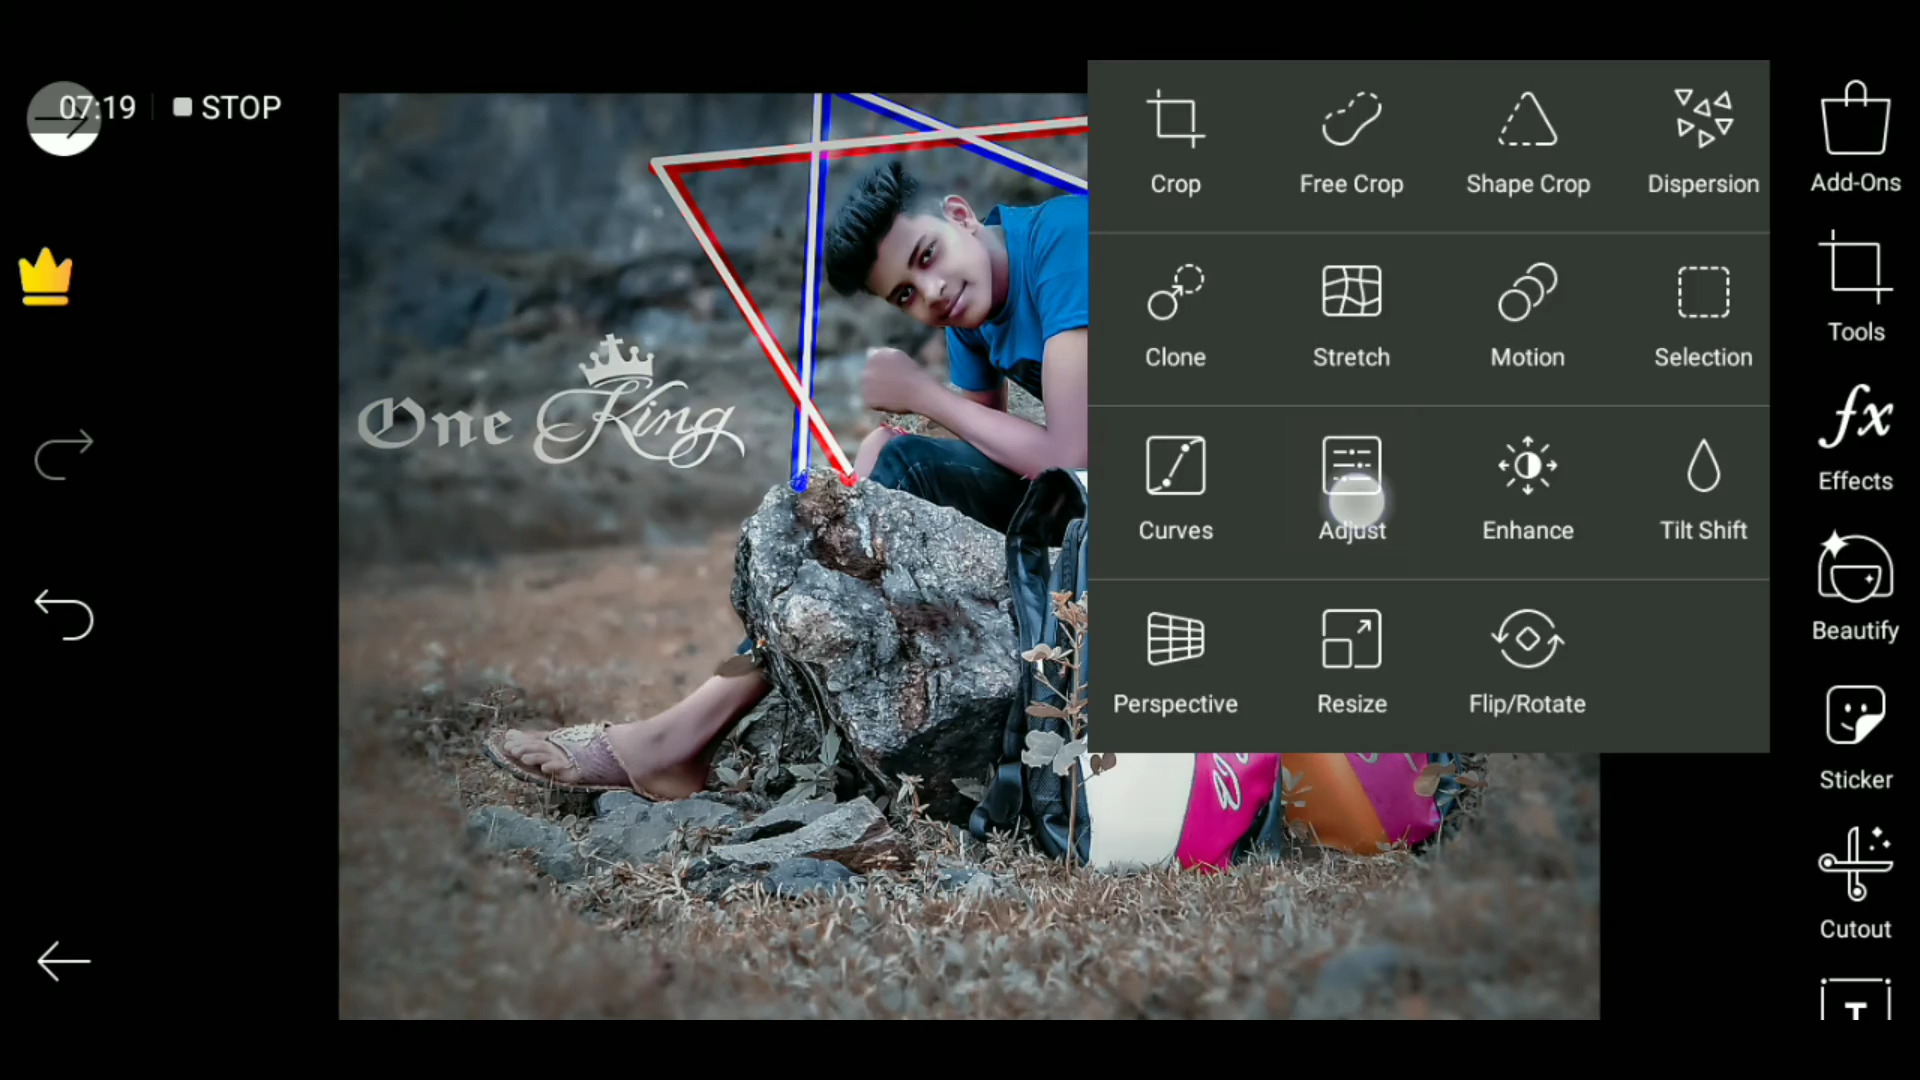 07:19 STOP
Crop Free Crop Shape Crop Dispersion
Add-Ons
Clone Stretch Motion Selection
Tools
One King
Effects
Curves Adjust Enhance Tilt Shift
Beautify
Perspective Resize Flip/Rotate
Sticker
Cutout
T